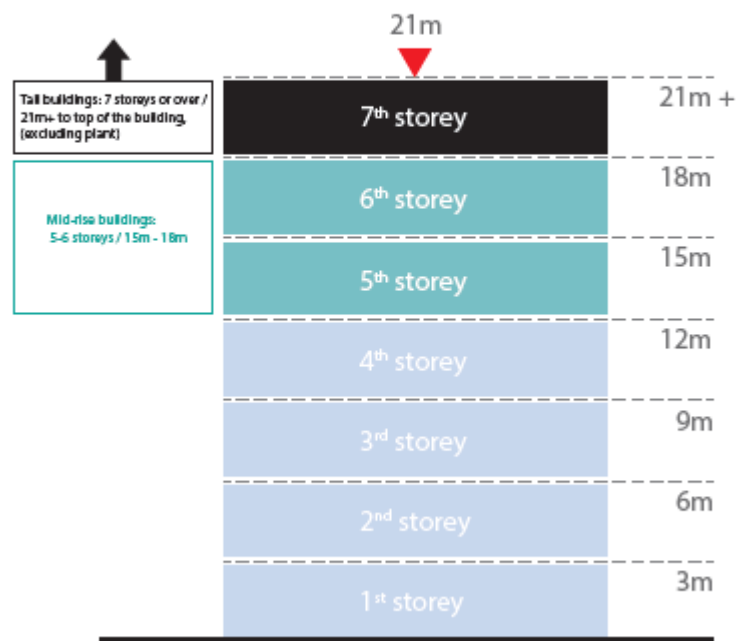 21m
Tall buildings: 7 storeys or over /
21m+ to top of the building,
(excluding plant)
7th storey
21m +
Mid-rise buildings:
5-6 storeys / 15m - 18m
6th storey
18m
5th storey
15m
4th storey
12m
3rd storey
9m
2nd storey
6m
1st storey
3m